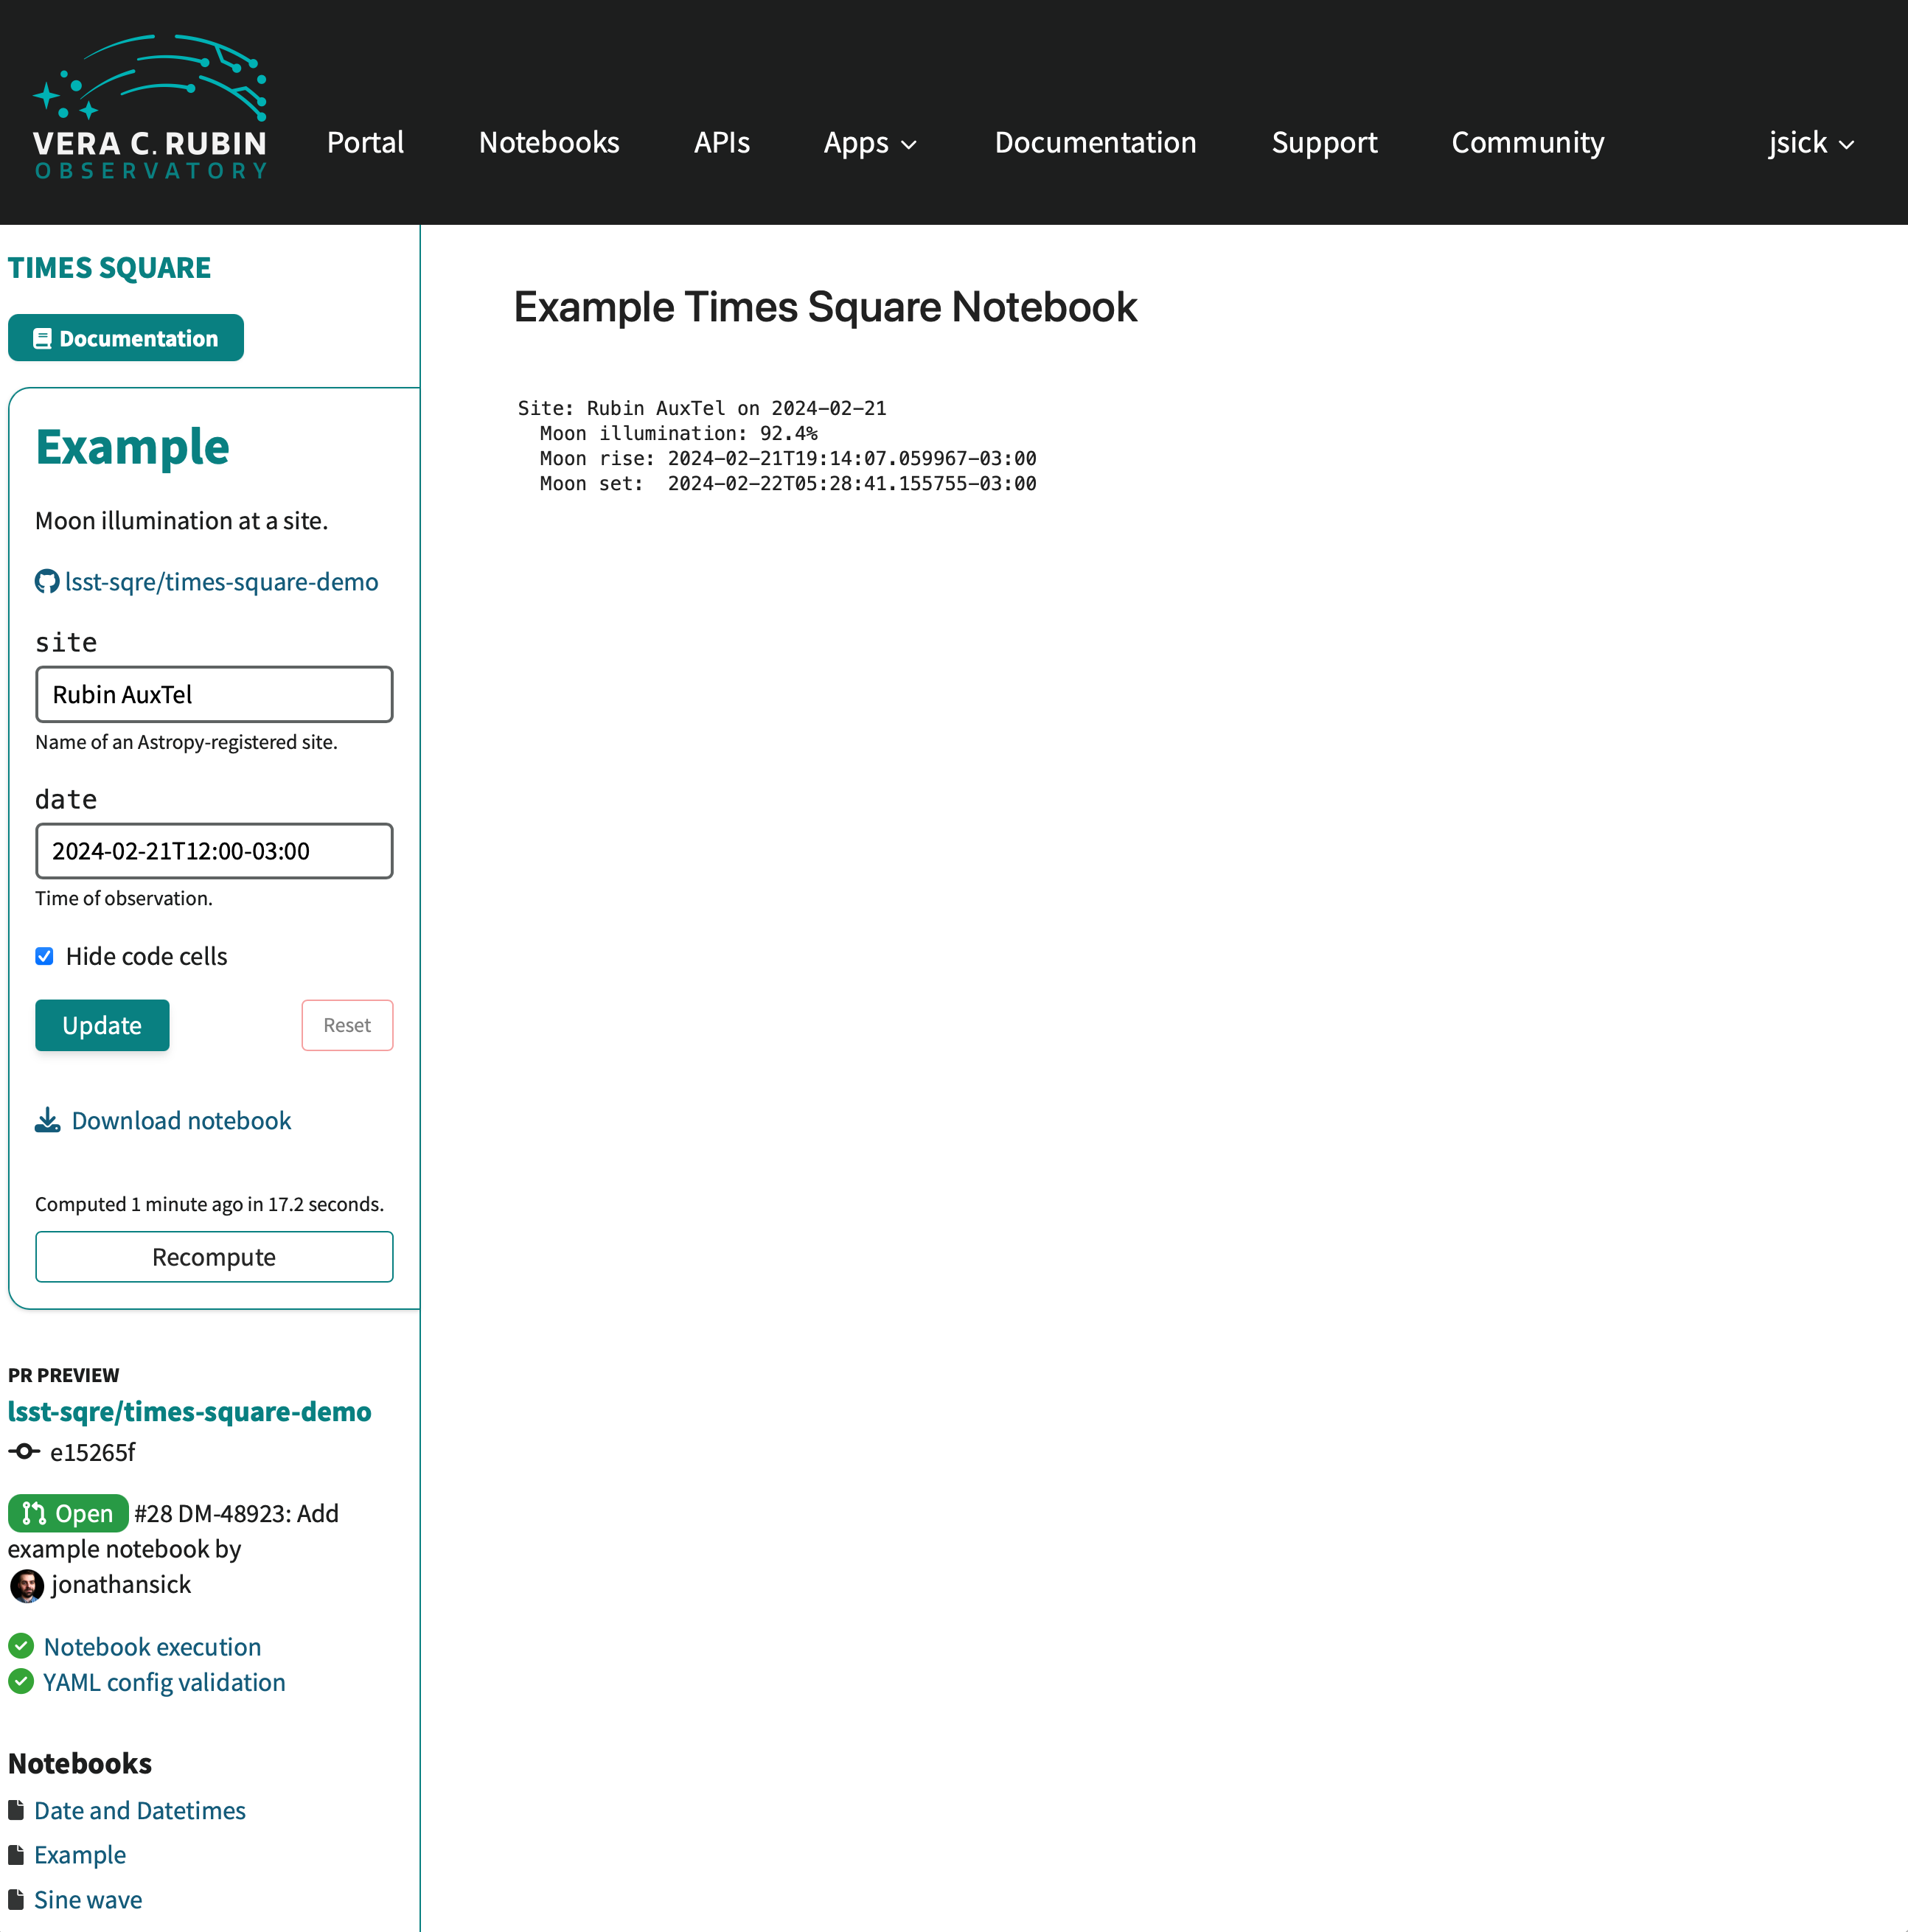 VERA C. RUBIN
OBSERVATORY
Portal
Notebooks
APIs
Apps
Documentation
Support
Community
jsick
TIMES SQUARE
Documentation
Example
Moon illumination at a site.
lsst-sqre/times-square-demo
site
Rubin AuxTel
Name of an Astropy-registered site.
date
2024-02-21T12:00-03:00
Time of observation.
Hide code cells
Update
Reset
Download notebook
Computed 1 minute ago in 17.2 seconds.
Recompute
PR PREVIEW
lsst-sqre/times-square-demo
e15265f
Open #28 DM-48923: Add
example notebook by
jonathansick
Notebook execution
YAML config validation
Notebooks
Date and Datetimes
Example
Sine wave
Example Times Square Notebook
Site: Rubin AuxTel on 2024-02-21
Moon illumination: 92.4%
Moon rise: 2024-02-21T19:14:07.059967-03:00
Moon set:  2024-02-22T05:28:41.155755-03:00